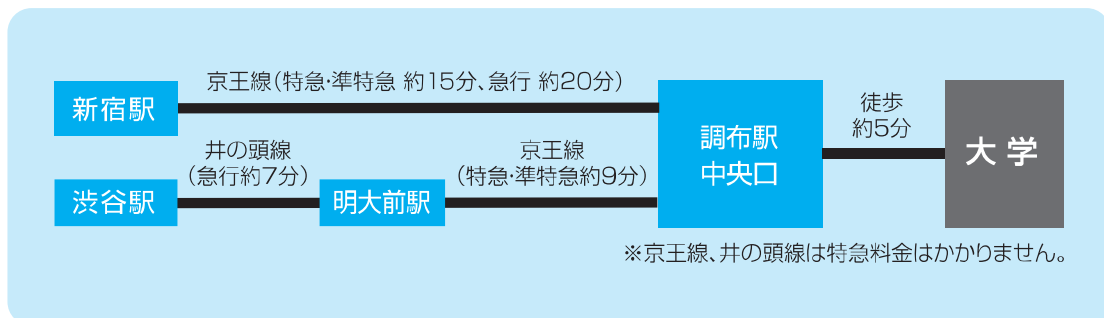 京王線(特急・準特急 約15分、急行 約20分)
新宿駅
井の頭線
(急行約7分)
京王線
(特急・準特急約9分)
渋谷駅
明大前駅
調布駅
中央口
徒歩
約5分
大学
※京王線、井の頭線は特急料金はかかりません。